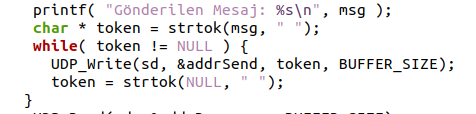 printf( "Gönderilen Mesaj: %s\n", msg );
char * token = strtok(msg, " ");
while( token != NULL ) {
UDP_Write(sd, &addrSend, token, BUFFER_SIZE);
token = strtok(NULL, " ");
}